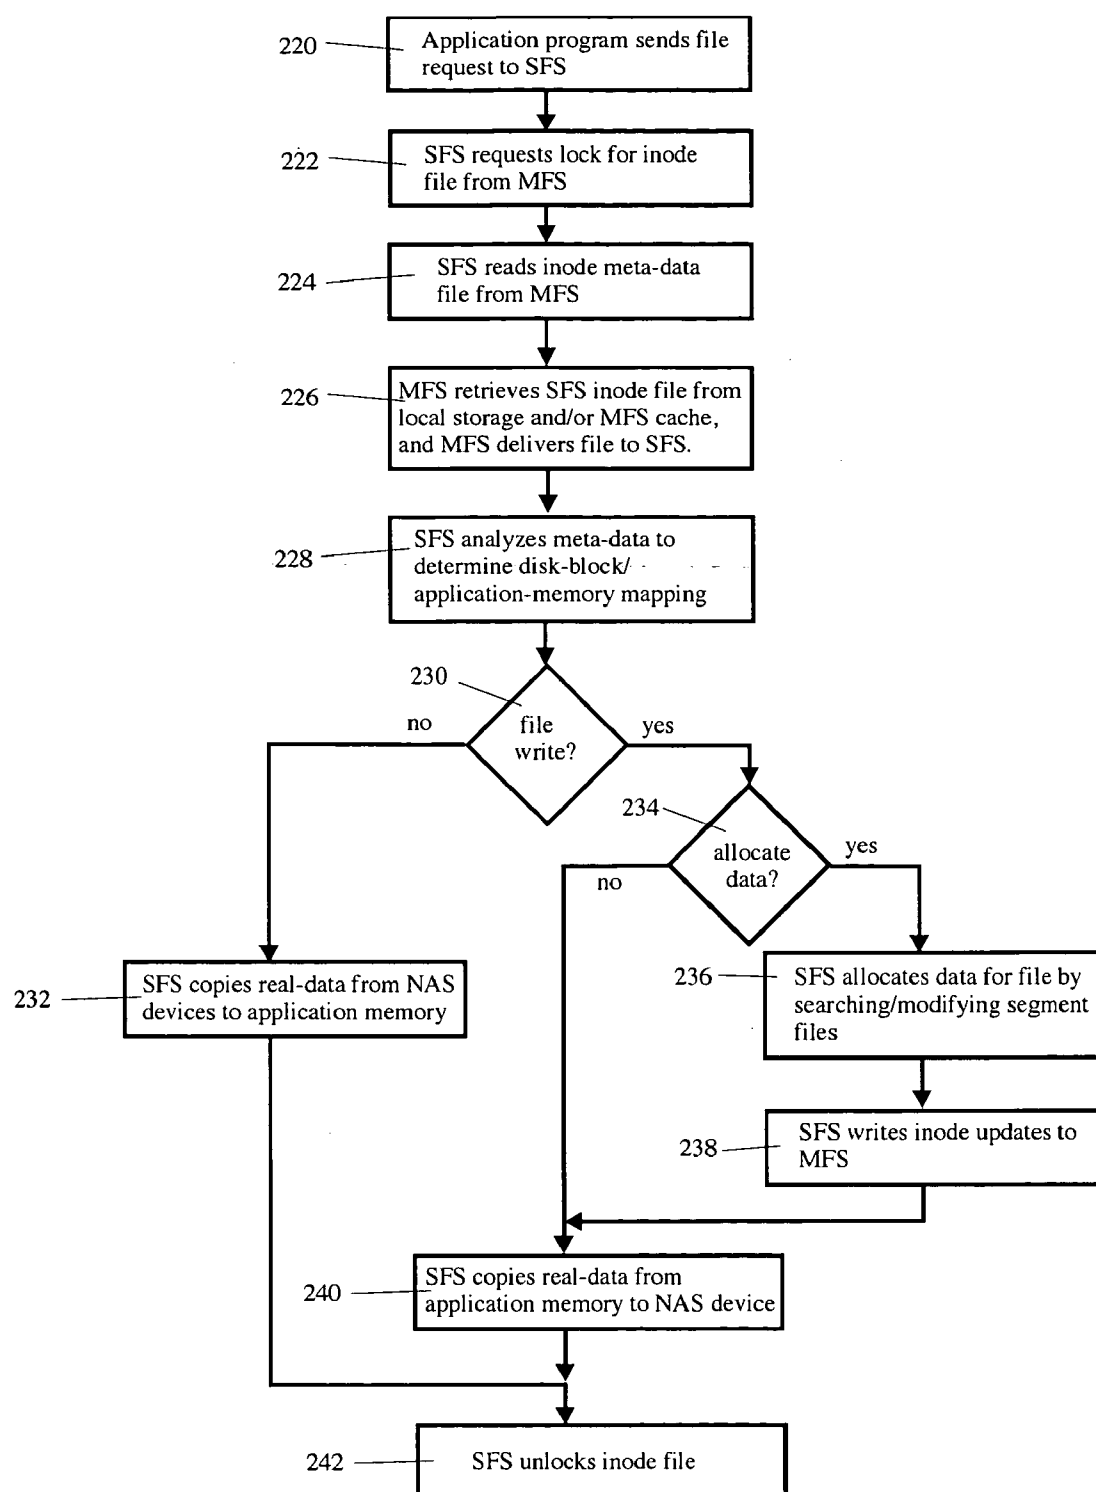 220
Application program sends file
request to SFS
222
SFS requests lock for inode
file from MFS
224
SFS reads inode meta-data
file from MFS
226
MFS retrieves SFS inode file from
local storage and/or MFS cache,
and MFS delivers file to SFS.
228
SFS analyzes meta-data to
determine disk-block/
application-memory mapping
230
file
write?
no
yes
234
allocate
data?
no
yes
232
SFS copies real-data from NAS
devices to application memory
236
SFS allocates data for file by
searching/modifying segment
files
238
SFS writes inode updates to
MFS
240
SFS copies real-data from
application memory to NAS device
242
SFS unlocks inode file